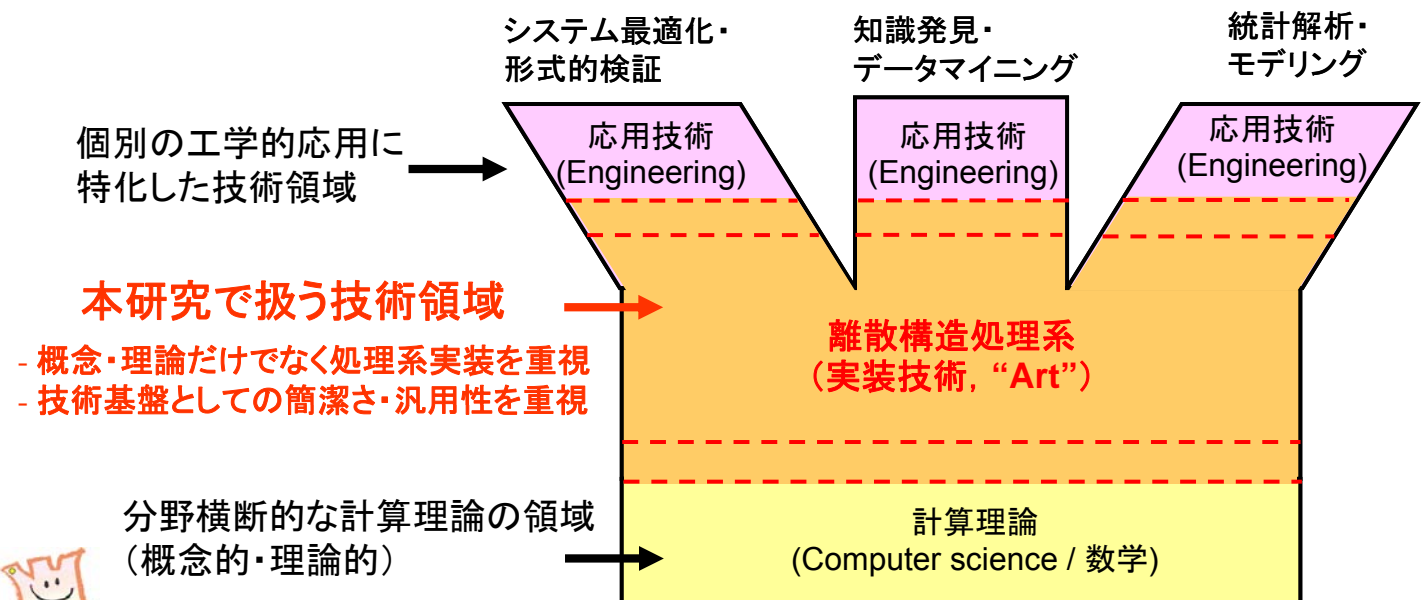 システム最適化・
形式的検証
知識発見・
データマイニング
統計解析・
モデリング
個別の工学的応用に
特化した技術領域
応用技術
(Engineering)
応用技術
(Engineering)
応用技術
(Engineering)
本研究で扱う技術領域
- 概念・理論だけでなく処理系実装を重視
- 技術基盤としての簡潔さ・汎用性を重視
離散構造処理系
（実装技術, “Art”）
分野横断的な計算理論の領域
（概念的・理論的）
計算理論
(Computer science / 数学)